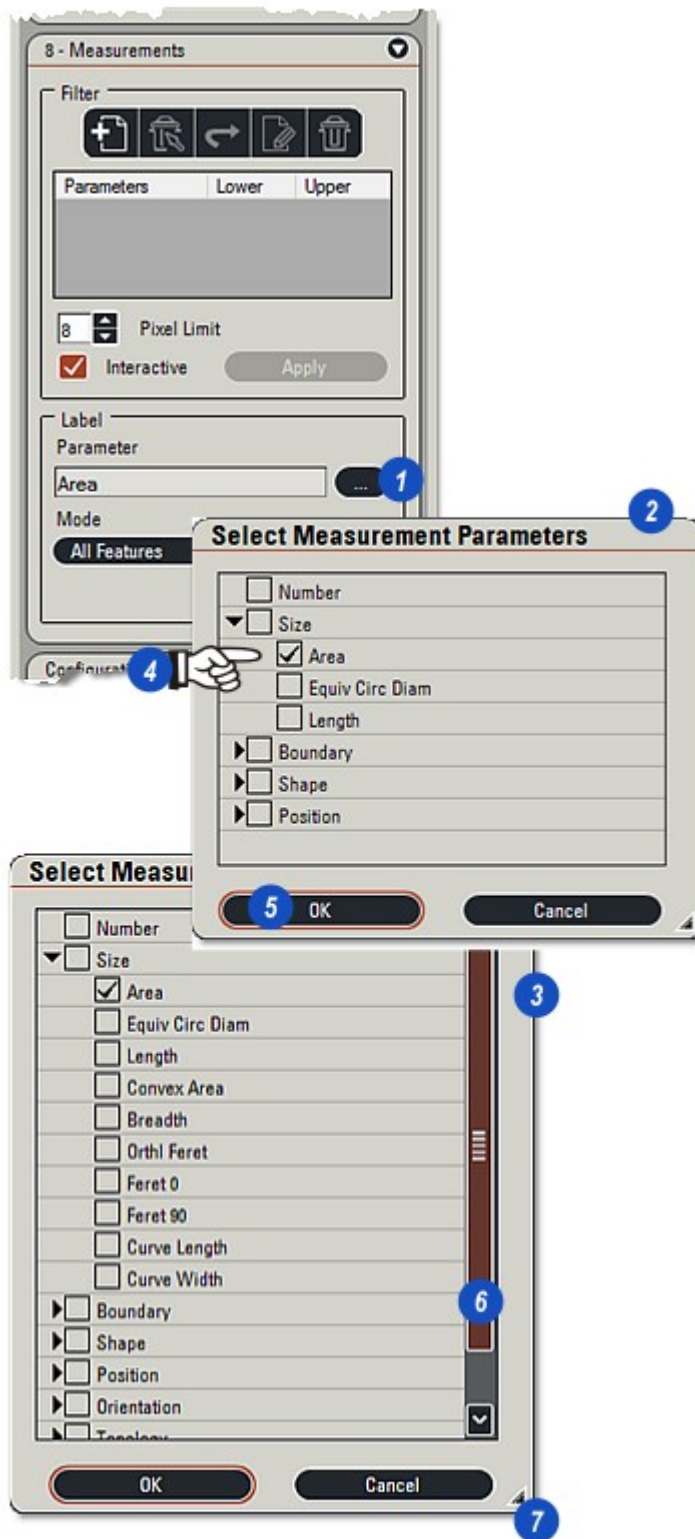 8 - Measurements
Filter
Parameters Lower Upper
8 Pixel Limit
Interactive Apply
Label
Parameter
Area ... 1
Mode
All Features
2
Select Measurement Parameters
Number
Size
4 Area
Equiv Circ Diam
Length
Boundary
Shape
Position
5 OK Cancel
Select Measu
Number
Size
3
Area
Equiv Circ Diam
Length
Convex Area
Breadth
Orthl Feret
Feret 0
Feret 90
Curve Length
Curve Width
6
Boundary
Shape
Position
Orientation
Topology
OK Cancel
7